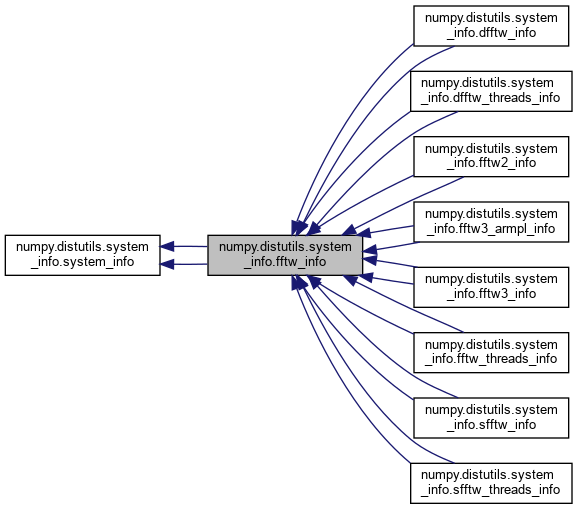 numpy.distutils.system
_info.dfftw_info
numpy.distutils.system
_info.dfftw_threads_info
numpy.distutils.system
_info.fftw2_info
numpy.distutils.system
_info.fftw3_armpl_info
numpy.distutils.system
_info.system_info
numpy.distutils.system
_info.fftw_info
numpy.distutils.system
_info.fftw3_info
numpy.distutils.system
_info.fftw_threads_info
numpy.distutils.system
_info.sfftw_info
numpy.distutils.system
_info.sfftw_threads_info